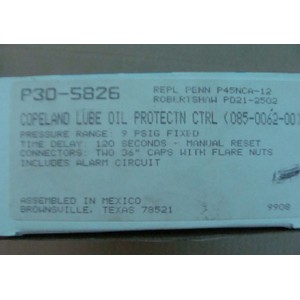 P30-5826
REPL PENN P45NCA-12
ROBERTSHAW PD21-2502
COPELAND LUBE OIL PROTECTN CTRL (085-0062-00
PRESSURE RANGE: 9 PSIG FIXED
TIME DELAY: 120 SECONDS - MANUAL RESET
CONNECTORS: TWO 36" CAPS WITH FLARE NUTS
INCLUDES ALARM CIRCUIT
ASSEMBLED IN MEXICO
BROWNSVILLE, TEXAS 78521
9908